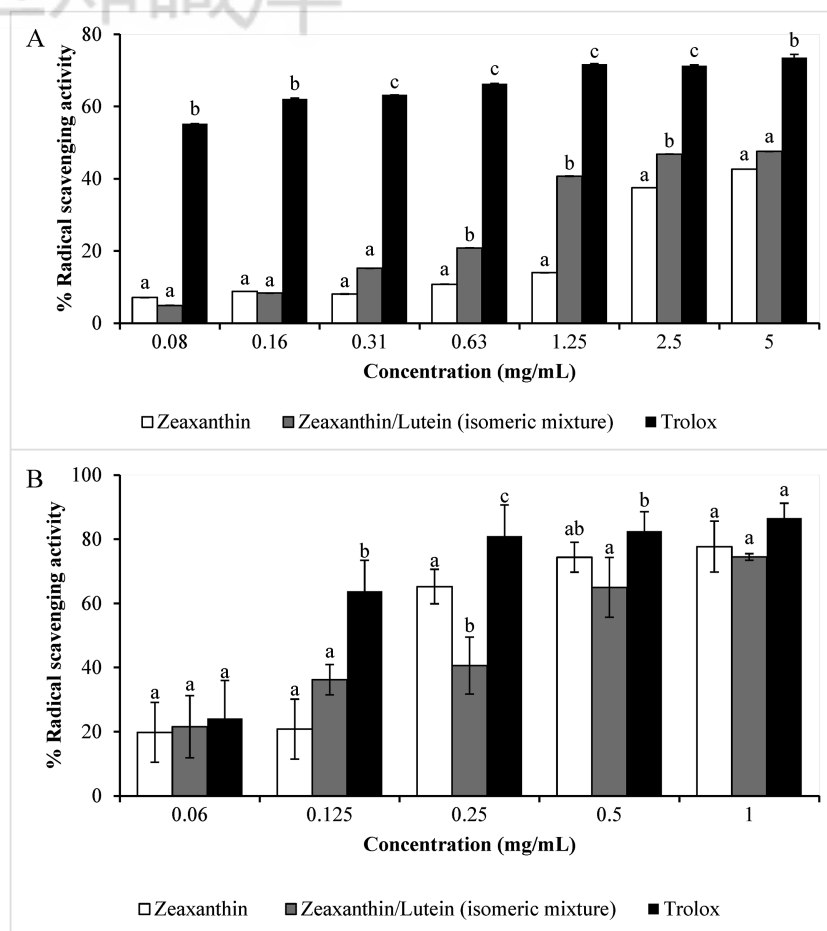 A
% Radical scavenging activity
80
60
40
20
0
b
b
c
c
c
c
b
a
a
a
a
a
a
a
b
a
b
a
b
a
a
0.08 0.16 0.31 0.63 1.25 2.5 5
Concentration (mg/mL)
Zeaxanthin Zeaxanthin/Lutein (isomeric mixture) Trolox
B
% Radical scavenging activity
100
80
60
40
20
0
a a a
a a b
a b c
ab a b
a a a
0.06 0.125 0.25 0.5 1
Concentration (mg/mL)
Zeaxanthin Zeaxanthin/Lutein (isomeric mixture) Trolox